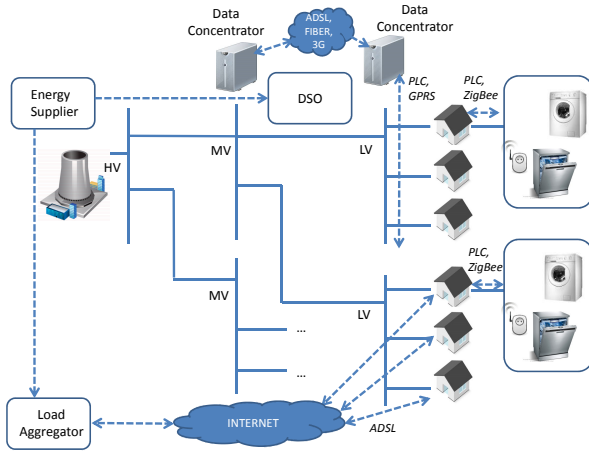 Data
Concentrator
ADSL,
FIBER,
3G
Data
Concentrator
Energy
Supplier
DSO
PLC,
GPRS
PLC,
ZigBee
HV
MV
LV
PLC,
ZigBee
MV
LV
...
...
Load
Aggregator
INTERNET
ADSL